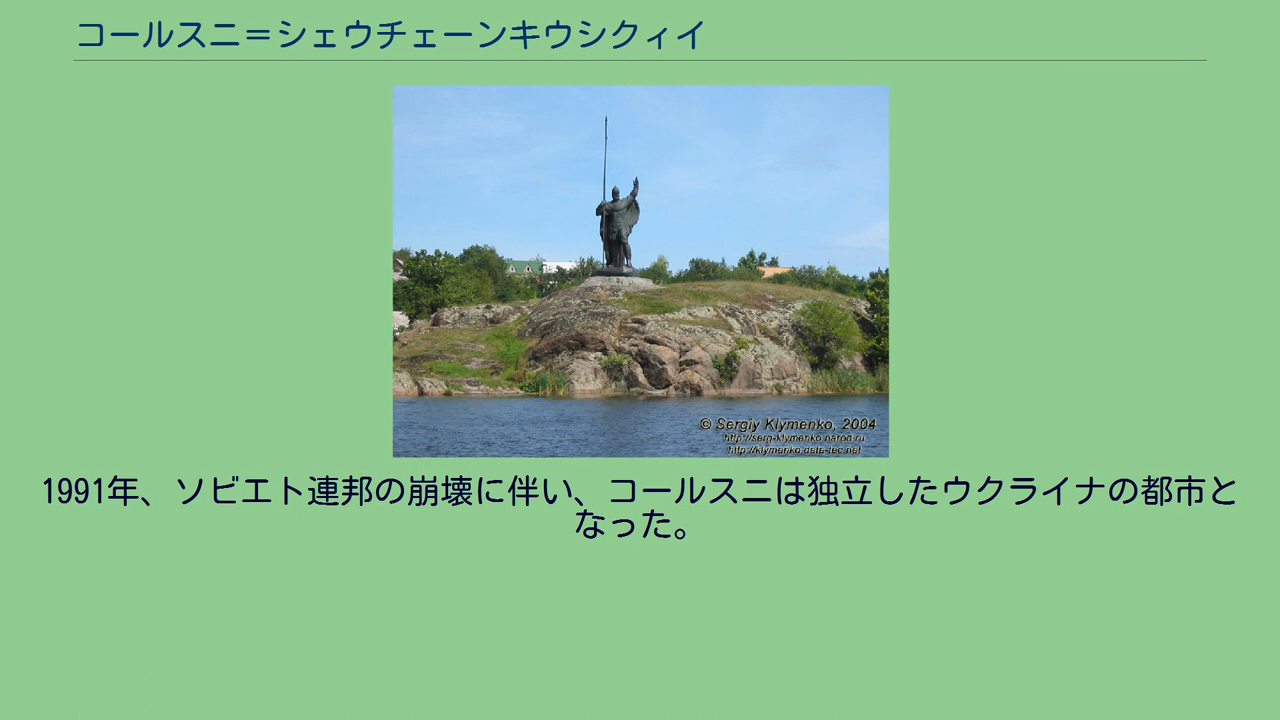 コールスニ＝シェウチェーンキウシクィイ
© Sergiy Klymenko, 2004
http://serg-klymenko.narod.ru
http://klymenko.data-tec.net
1991年、ソビエト連邦の崩壊に伴い、コールスニは独立したウクライナの都市と
なった。